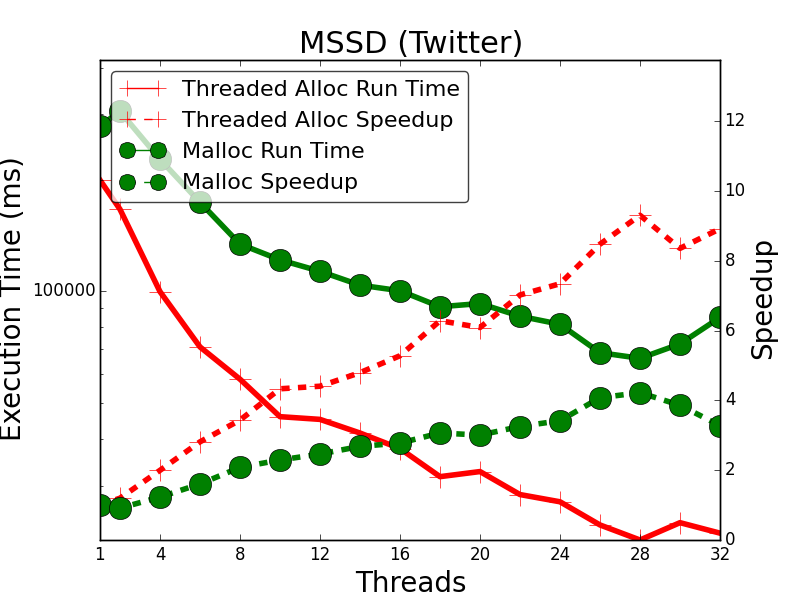 MSSD (Twitter)
Threaded Alloc Run Time
Threaded Alloc Speedup
Malloc Run Time
Malloc Speedup
Execution Time (ms)
100000
12
10
8
6
4
2
0
Speedup
1 4 8 12 16 20 24 28 32
Threads